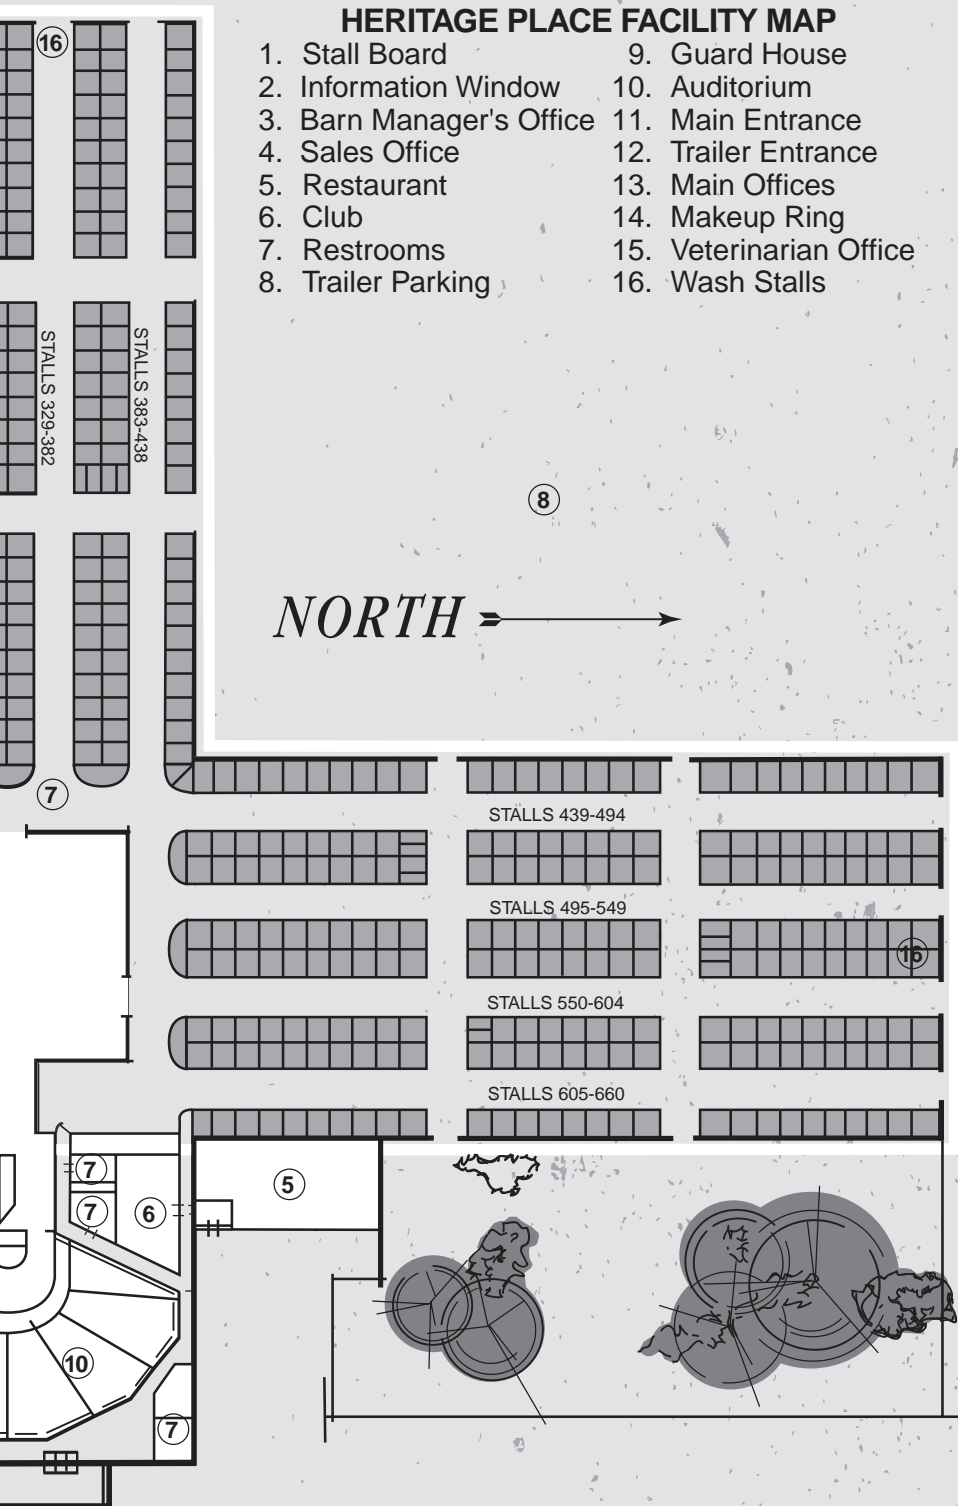 HERITAGE PLACE FACILITY MAP
1. Stall Board
2. Information Window
3. Barn Manager's Office
4. Sales Office
5. Restaurant
6. Club
7. Restrooms
8. Trailer Parking
9. Guard House
10. Auditorium
11. Main Entrance
12. Trailer Entrance
13. Main Offices
14. Makeup Ring
15. Veterinarian Office
16. Wash Stalls
16
STALLS 329-382
STALLS 383-438
8
NORTH
7
STALLS 439-494
STALLS 495-549
16
STALLS 550-604
STALLS 605-660
7
5
7
6
10
7